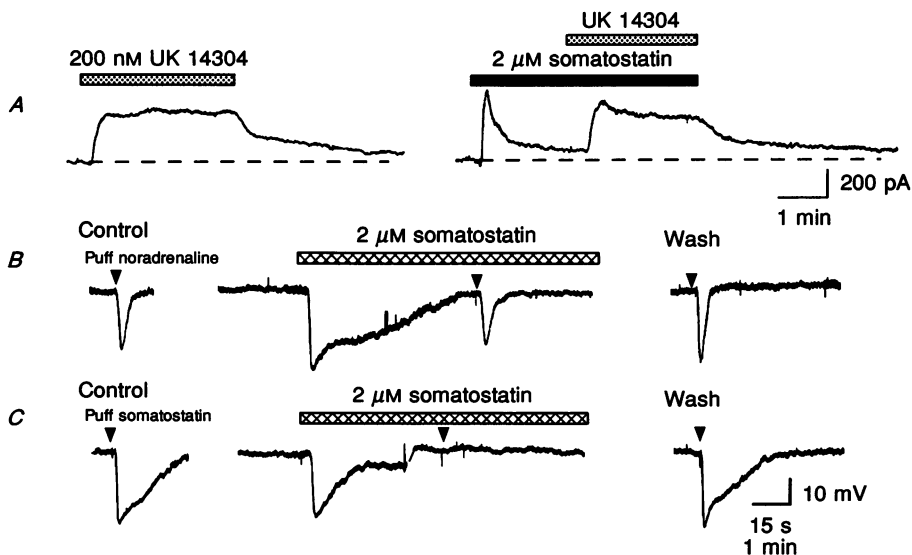 A
200 nM UK 14304
UK 14304
2 μM somatostatin
200 pA
1 min
B
Control
Puff noradrenaline
2 μM somatostatin
Wash
C
Control
Puff somatostatin
2 μM somatostatin
Wash
10 mV
15 s
1 min